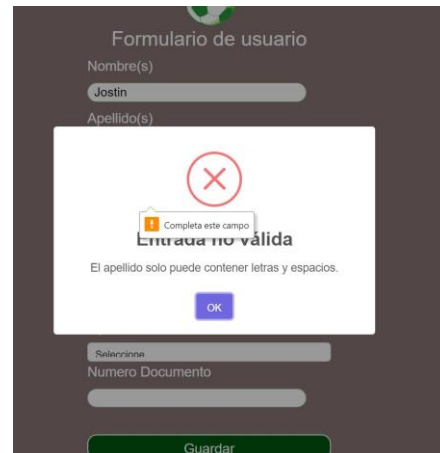 Formulario de usuario
Nombre(s)
Jostin
Apellido(s)
Completa este campo
Entrada no válida
El apellido solo puede contener letras y espacios.
OK
Seleccione
Numero Documento
Guardar